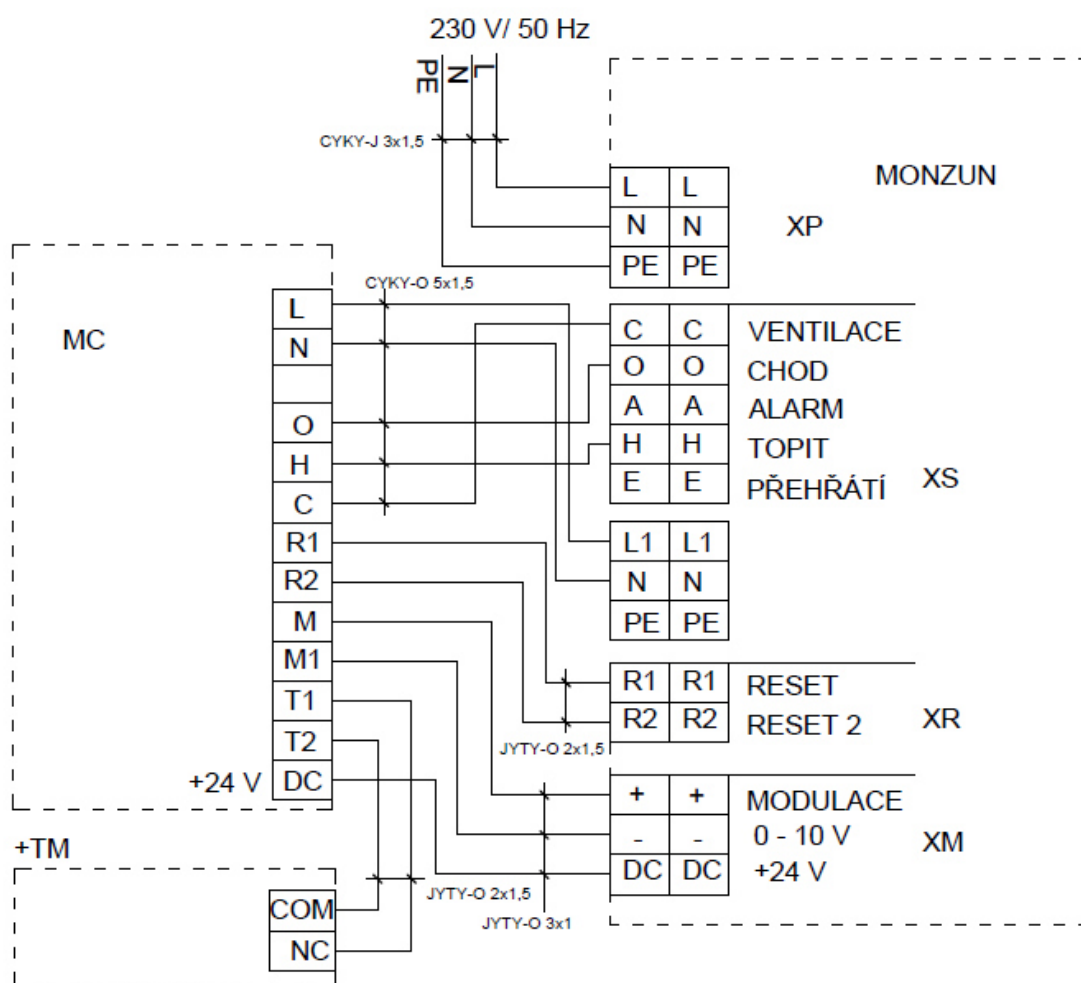 230 V/ 50 Hz
PE N L
CYKY-J 3x1,5
MONZUN
L L
N N
PE PE
XP
MC
CYKY-O 5x1,5
L
N
O
H
C
R1
R2
M
M1
T1
T2
+24 V DC
C C VENTILACE
O O CHOD
A A ALARM
H H TOPIT
E E PŘEHŘÁTÍ
XS
L1 L1
N N
PE PE
R1 R1 RESET
R2 R2 RESET 2
XR
JYTY-O 2x1,5
+ + MODULACE
- - 0 - 10 V
DC DC +24 V
XM
+TM
COM
NC
JYTY-O 2x1,5
JYTY-O 3x1